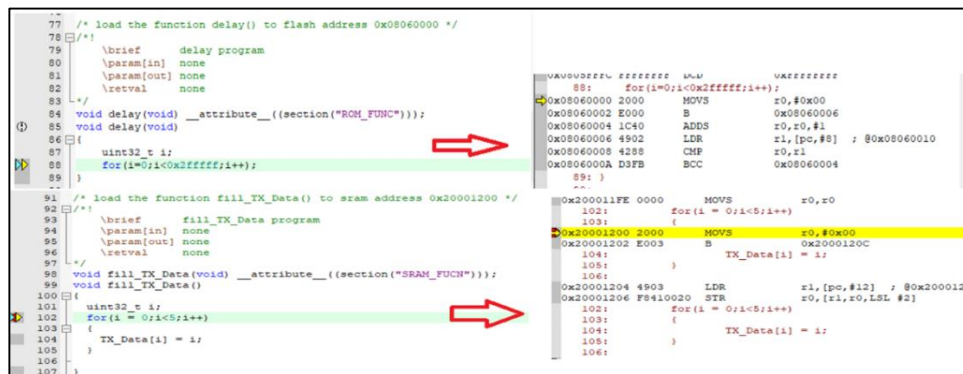 77 /* load the function delay() to flash address 0x08060000 */
78 /*!
79 \brief delay program
80 \param[in] none
81 \param[out] none
82 \retval none
83 */
84 void delay(void) __attribute__((section("ROM_FUNC")));
85 void delay(void)
86 {
87 uint32_t i;
88 for(i=0;i<0x2fffff;i++);
89 }
88: for(i=0;i<0x2fffff;i++);
0x08060000 2000 MOVS r0,#0x00
0x08060002 E000 B 0x08060006
0x08060004 1C40 ADDS r0,r0,#1
0x08060006 4902 LDR r1,[pc,#8] ; @0x08060010
0x08060008 4288 CMP r0,r1
0x0806000A D3FB BCC 0x08060004
89: }
91 /* load the function fill_TX_Data() to sram address 0x20001200 */
92 /*!
93 \brief fill_TX_Data program
94 \param[in] none
95 \param[out] none
96 \retval none
97 */
98 void fill_TX_Data(void) __attribute__((section("SRAM_FUCN")));
99 void fill_TX_Data()
100 {
101 uint32_t i;
102 for(i = 0;i<5;i++)
103 {
104 TX_Data[i] = i;
105 }
106
107 }
0x200011FE 0000 MOVS r0,r0
102: for(i = 0;i<5;i++)
103: {
0x20001200 2000 MOVS r0,#0x00
0x20001202 E003 B 0x2000120C
104: TX_Data[i] = i;
105: }
106:
0x20001204 4903 LDR r1,[pc,#12] ; @0x200012
0x20001206 F8410020 STR r0,[r1,r0,LSL #2]
102: for(i = 0;i<5;i++)
103: {
104: TX_Data[i] = i;
105: }
106: